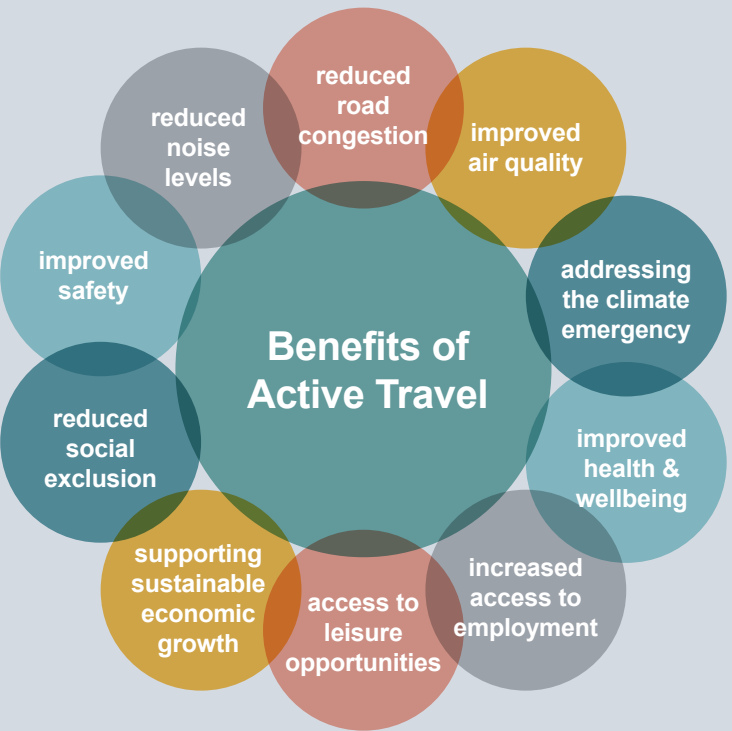 Benefits of
Active Travel
reduced
road
congestion
improved
air quality
addressing
the climate
emergency
improved
health &
wellbeing
increased
access to
employment
access to
leisure
opportunities
supporting
sustainable
economic
growth
reduced
social
exclusion
improved
safety
reduced
noise
levels